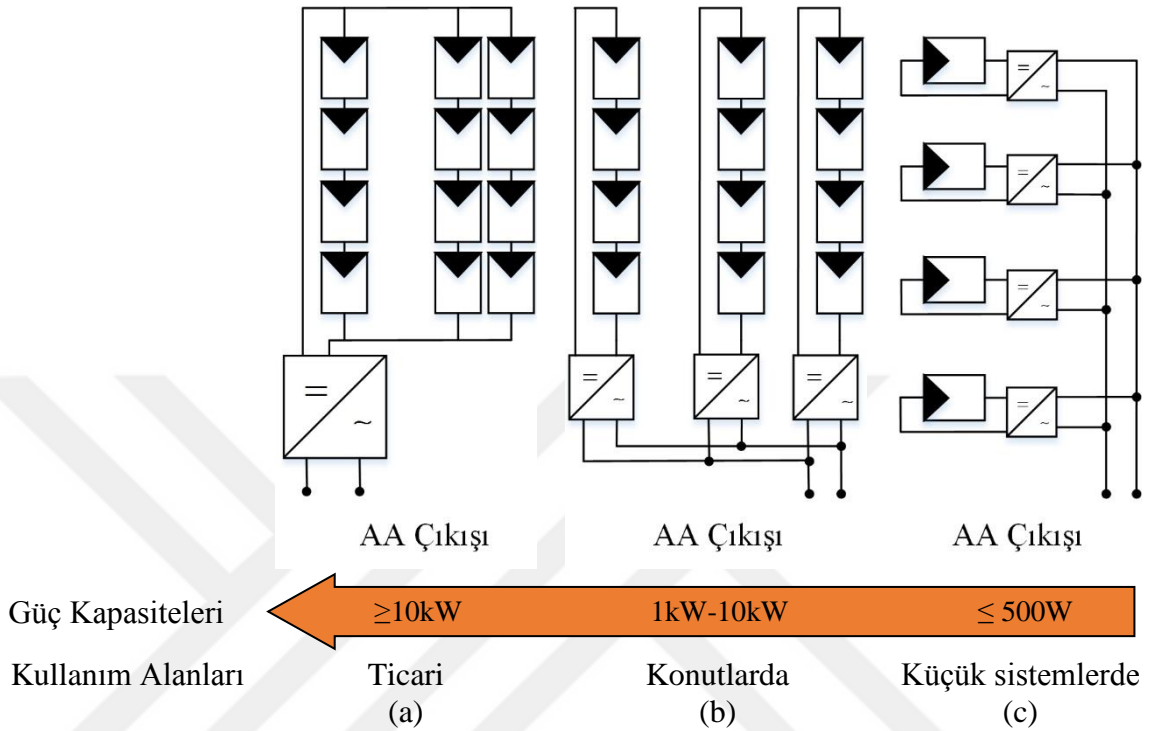 = ~ = ~ = ~ = ~ = ~
= ~
= ~
= ~
AA Çıkışı AA Çıkışı AA Çıkışı
Güç Kapasiteleri ≥10kW 1kW-10kW ≤ 500W
Kullanım Alanları Ticari Konutlarda Küçük sistemlerde
(a) (b) (c)